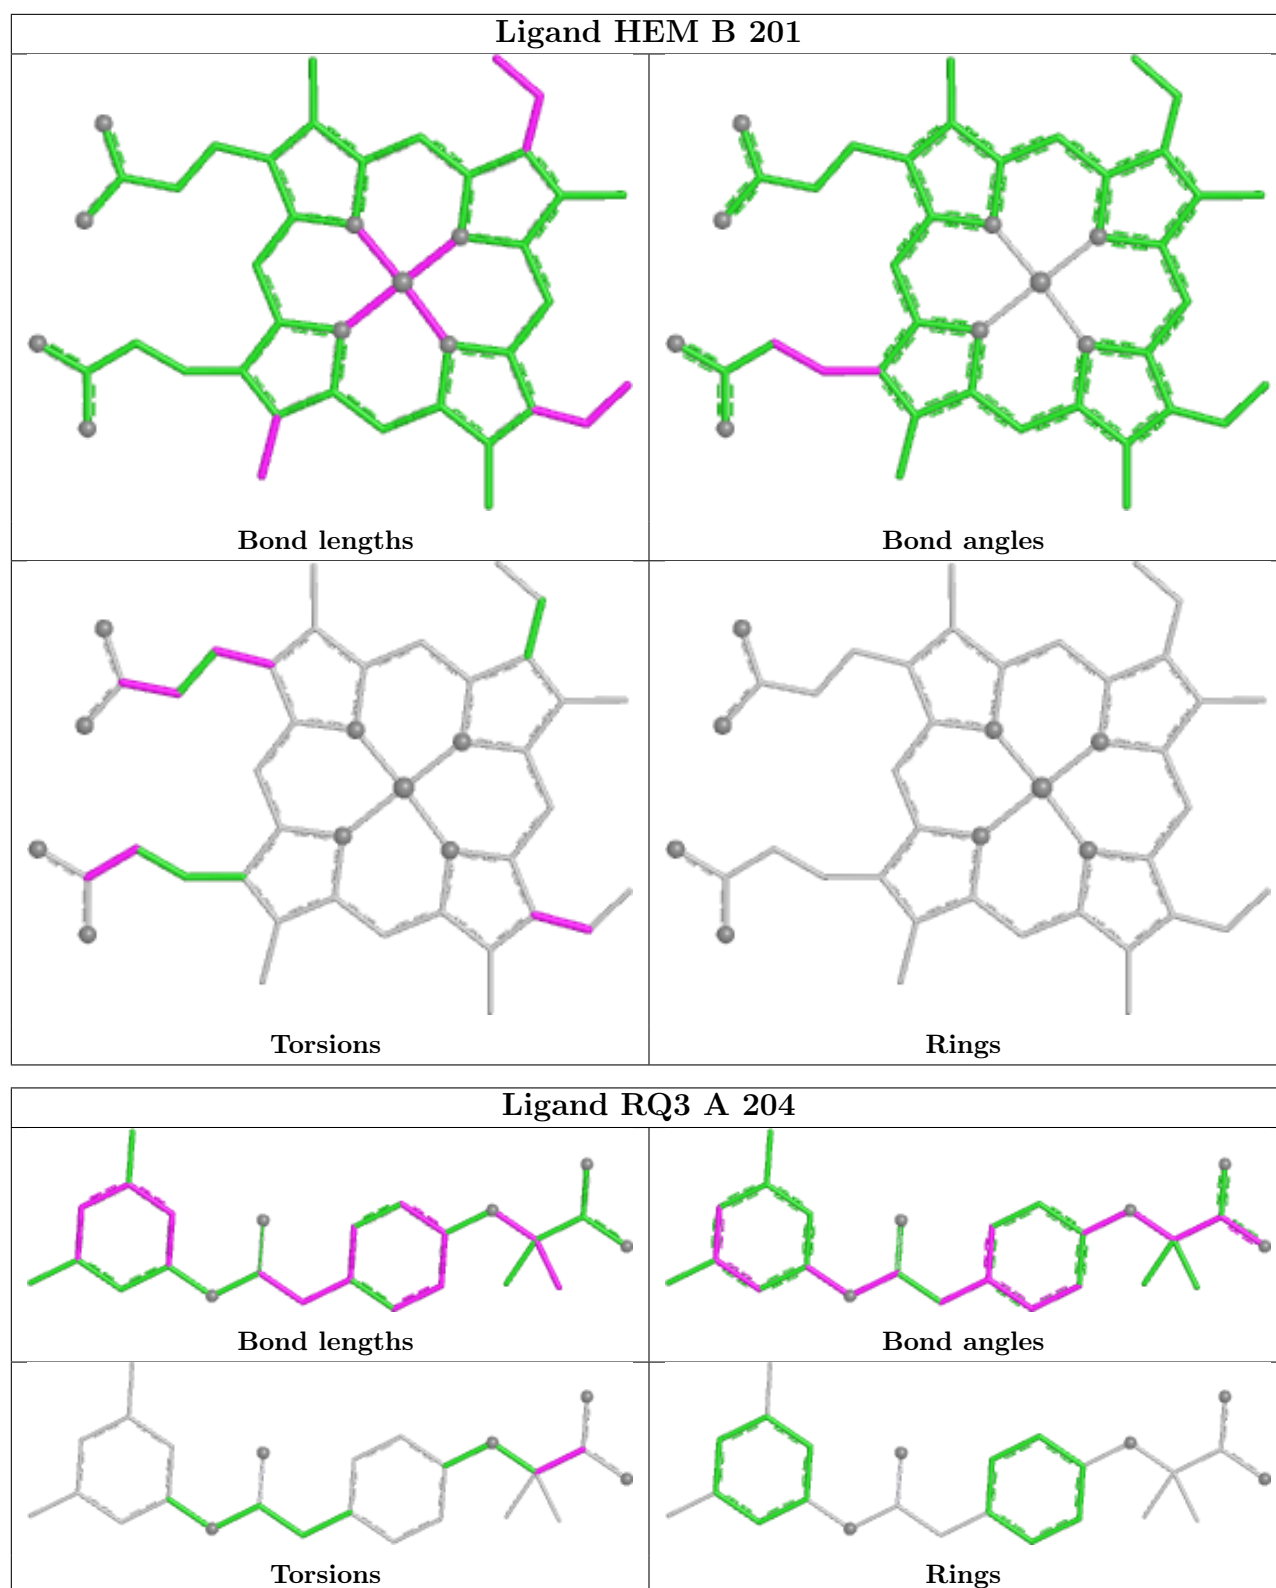 Ligand HEM B 201
Bond lengths
Bond angles
Torsions
Rings
Ligand RQ3 A 204
Bond lengths
Bond angles
Torsions
Rings